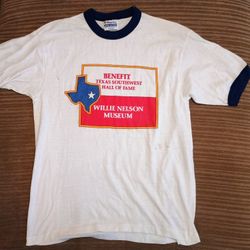 BENEFIT
TEXAS SOUTHWEST
HALL OF FAME
WILLIE NELSON
MUSEUM